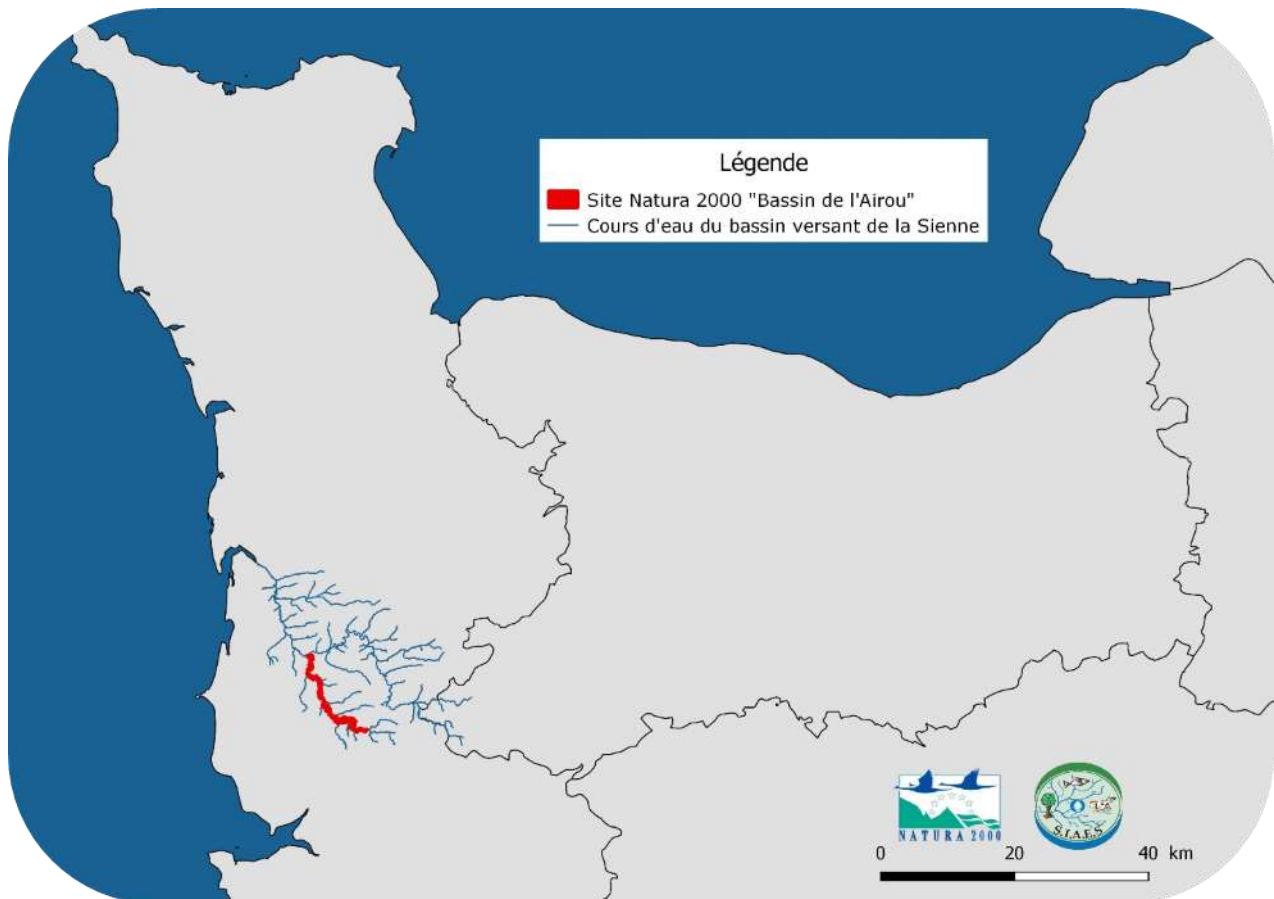 Légende
Site Natura 2000 "Bassin de l'Airou"
Cours d'eau du bassin versant de la Sienne
NATURA 2000
S.I.A.E.S
0 20 40 km